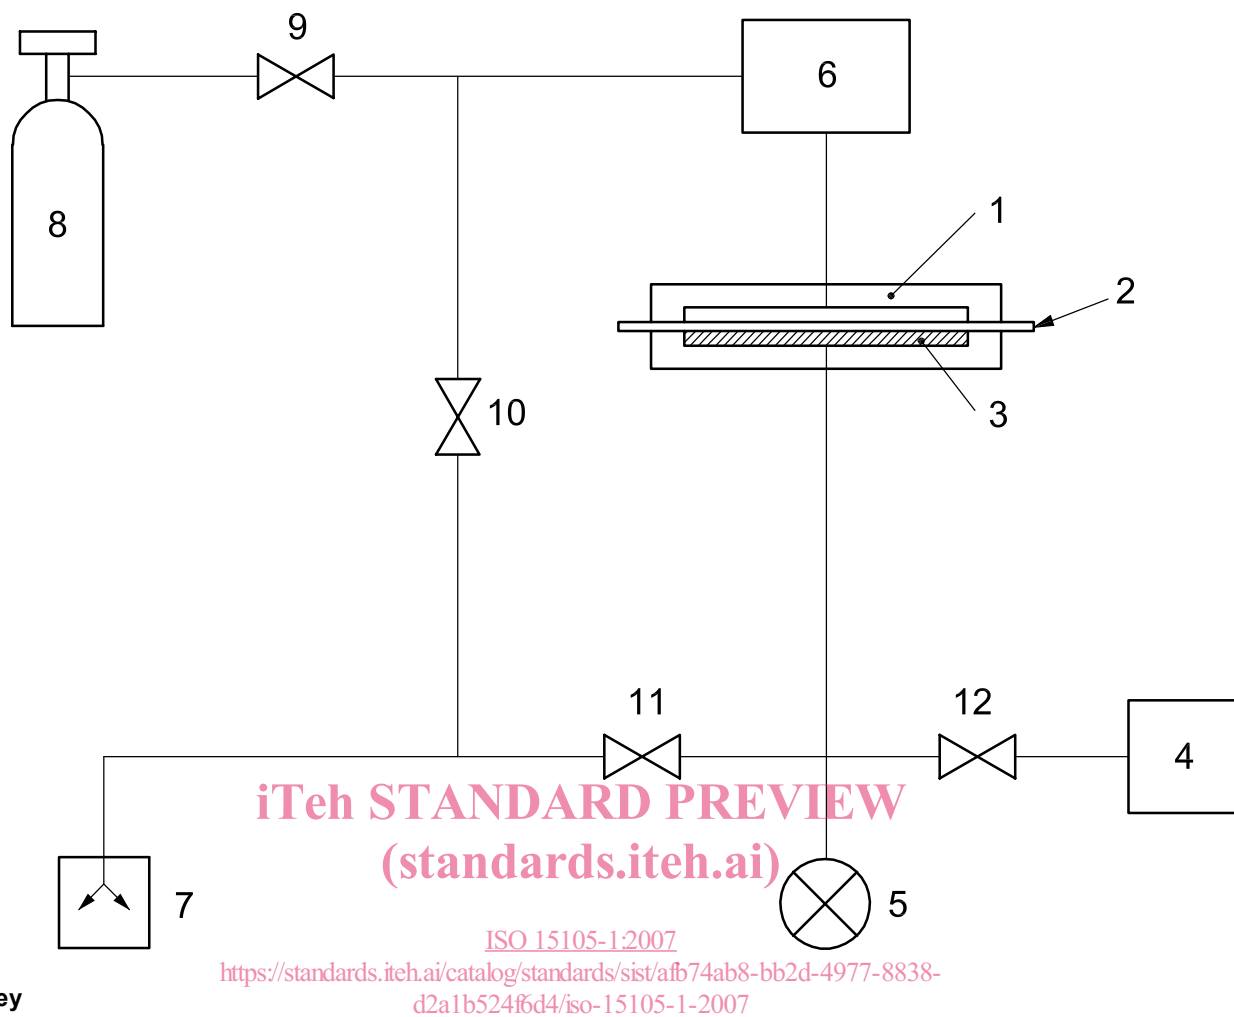 9
6
8
1
2
10
3
11
12
4
iTeh STANDARD PREVIEW
(standards.iteh.ai)
7
5
ISO 15105-1:2007
https://standards.iteh.ai/catalog/standards/sist/afb74ab8-bb2d-4977-8838-
d2a1b524f6d4/iso-15105-1-2007
ey